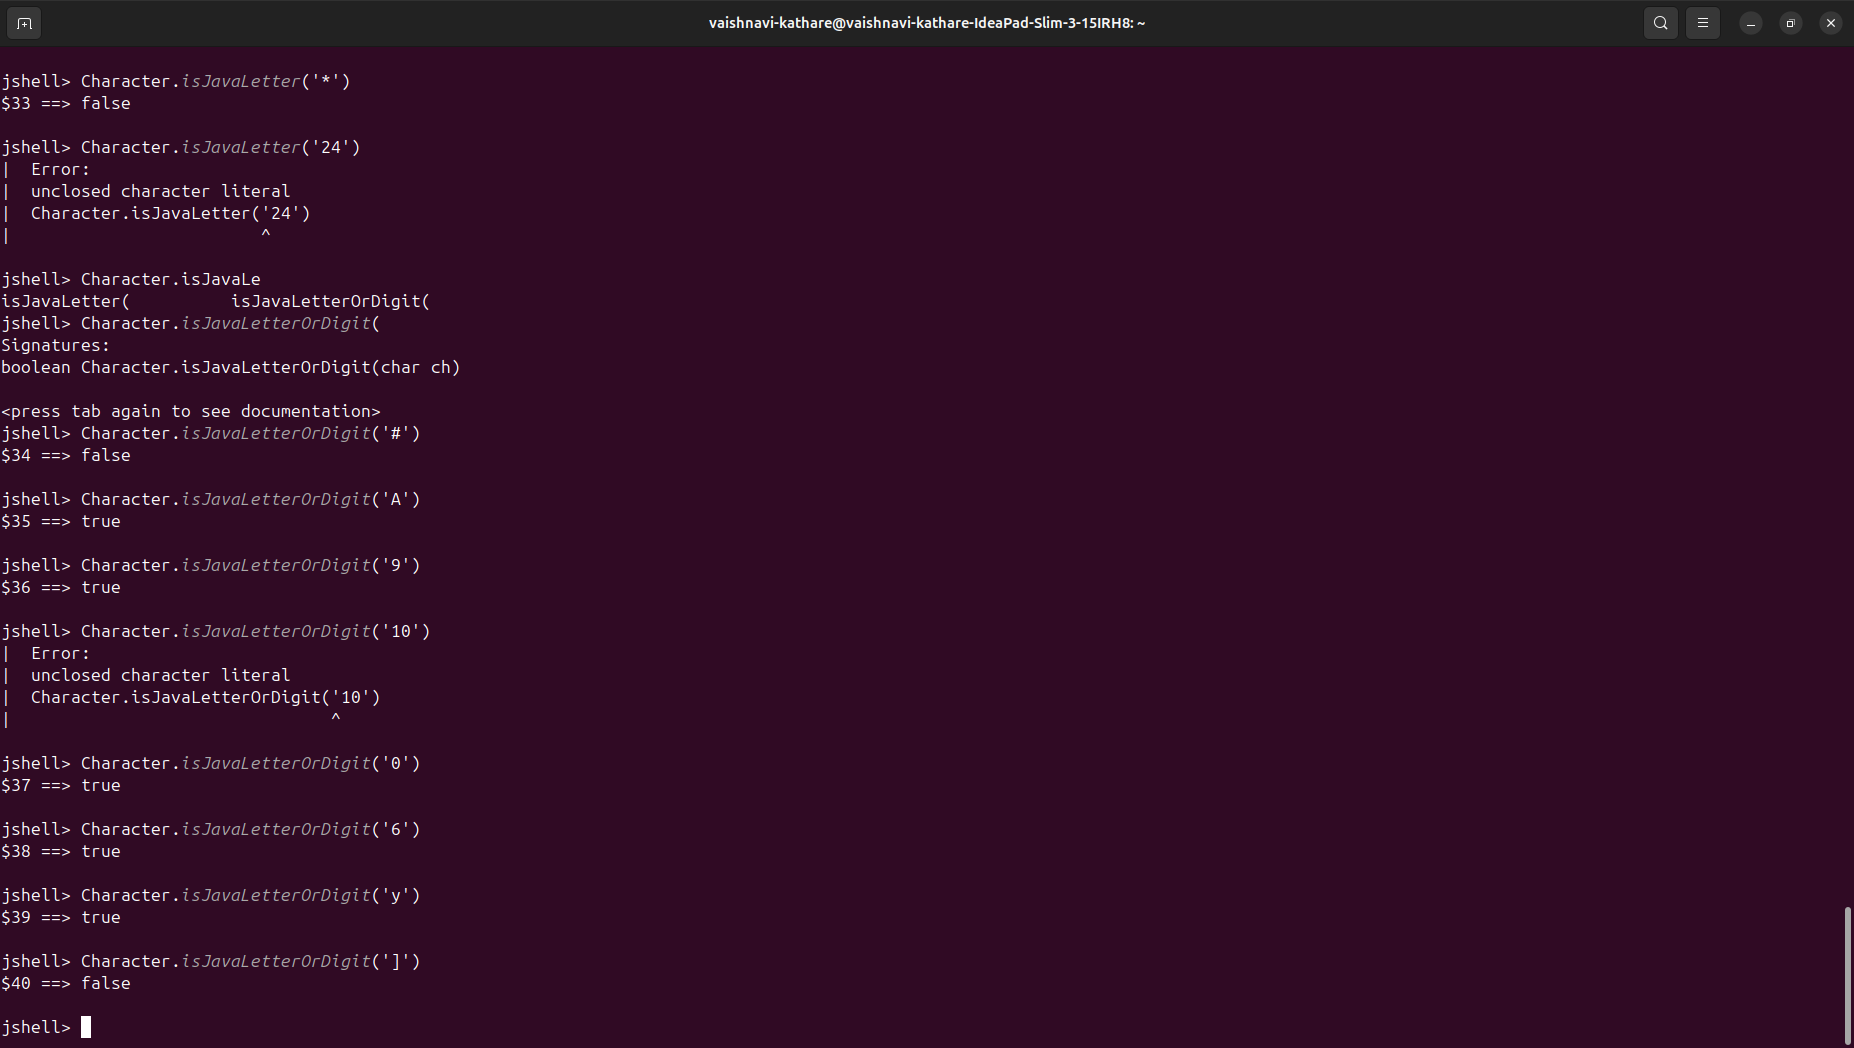 vaishnavi-kathare@vaishnavi-kathare-IdeaPad-Slim-3-15IRH8: ~
jshell> Character.isJavaLetter('*')
$33 ==> false
jshell> Character.isJavaLetter('24')
|  Error:
|  unclosed character literal
|  Character.isJavaLetter('24')
|                         ^
jshell> Character.isJavaLe
isJavaLetter(          isJavaLetterOrDigit(
jshell> Character.isJavaLetterOrDigit(
Signatures:
boolean Character.isJavaLetterOrDigit(char ch)
<press tab again to see documentation>
jshell> Character.isJavaLetterOrDigit('#')
$34 ==> false
jshell> Character.isJavaLetterOrDigit('A')
$35 ==> true
jshell> Character.isJavaLetterOrDigit('9')
$36 ==> true
jshell> Character.isJavaLetterOrDigit('10')
|  Error:
|  unclosed character literal
|  Character.isJavaLetterOrDigit('10')
|                                ^
jshell> Character.isJavaLetterOrDigit('0')
$37 ==> true
jshell> Character.isJavaLetterOrDigit('6')
$38 ==> true
jshell> Character.isJavaLetterOrDigit('y')
$39 ==> true
jshell> Character.isJavaLetterOrDigit(']')
$40 ==> false
jshell>